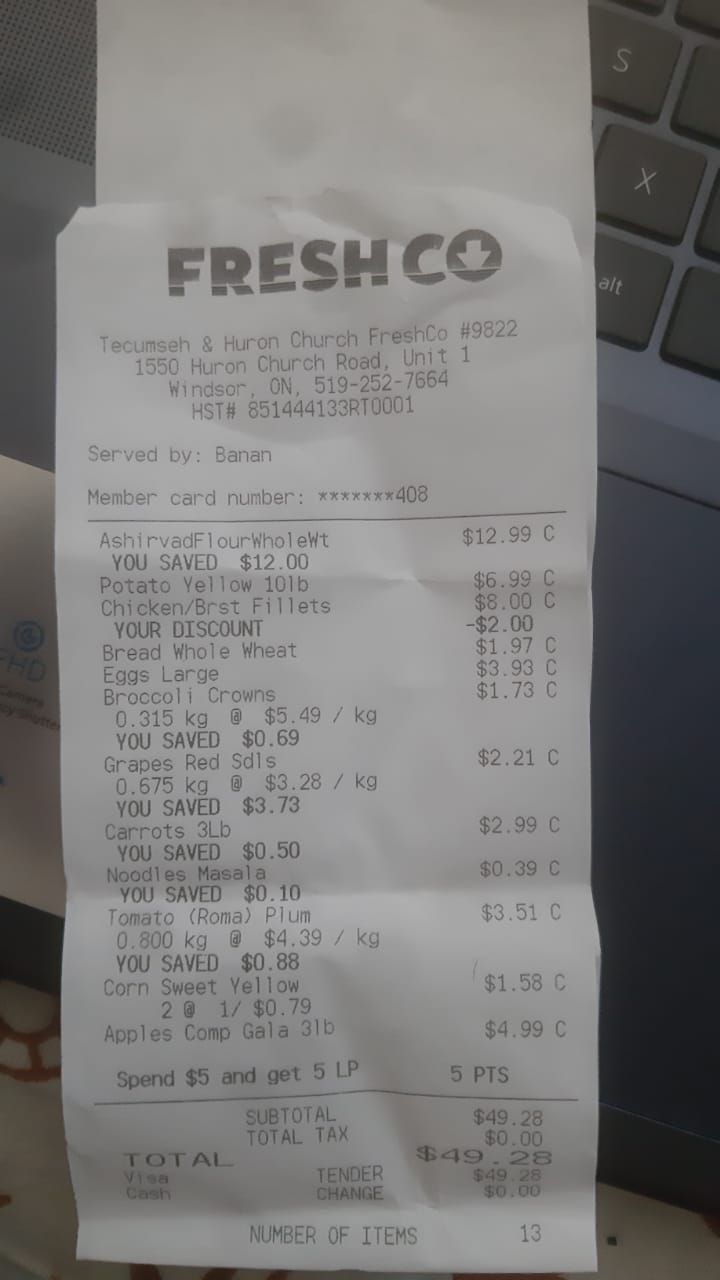 S
X
alt
FRESHCO
Tecumseh & Huron Church FreshCo #9822
1550 Huron Church Road, Unit 1
Windsor, ON, 519-252-7664
HST# 851444133RT0001
Served by: Banan
Member card number: *******408
AshirvadFlourWholeWt $12.99 C
YOU SAVED $12.00
Potato Yellow 10lb $6.99 C
Chicken/Brst Fillets $8.00 C
YOUR DISCOUNT -$2.00
Bread Whole Wheat $1.97 C
Eggs Large $3.93 C
Broccoli Crowns $1.73 C
0.315 kg @ $5.49 / kg
YOU SAVED $0.69
Grapes Red Sdls $2.21 C
0.675 kg @ $3.28 / kg
YOU SAVED $3.73
Carrots 3Lb $2.99 C
YOU SAVED $0.50
Noodles Masala $0.39 C
YOU SAVED $0.10
Tomato (Roma) Plum $3.51 C
0.800 kg @ $4.39 / kg
YOU SAVED $0.88
Corn Sweet Yellow $1.58 C
2 @ 1/ $0.79
Apples Comp Gala 3lb $4.99 C
Spend $5 and get 5 LP 5 PTS
SUBTOTAL $49.28
TOTAL TAX $0.00
TOTAL $49.28
Visa TENDER $49.28
Cash CHANGE $0.00
NUMBER OF ITEMS 13
FHD
Camera
Shutter